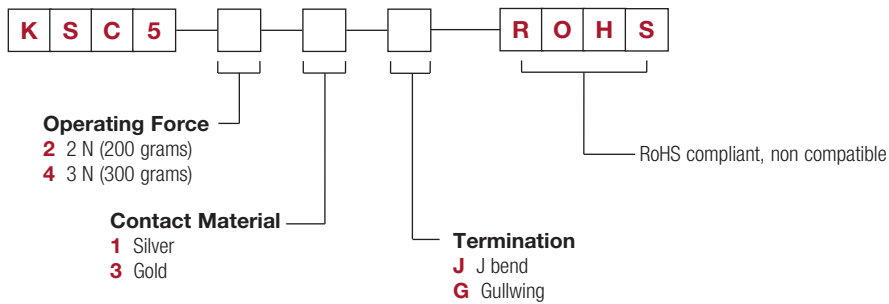 K S C 5 R O H S
Operating Force
2 2 N (200 grams)
4 3 N (300 grams)
RoHS compliant, non compatible
Contact Material
1 Silver
3 Gold
Termination
J J bend
G Gullwing